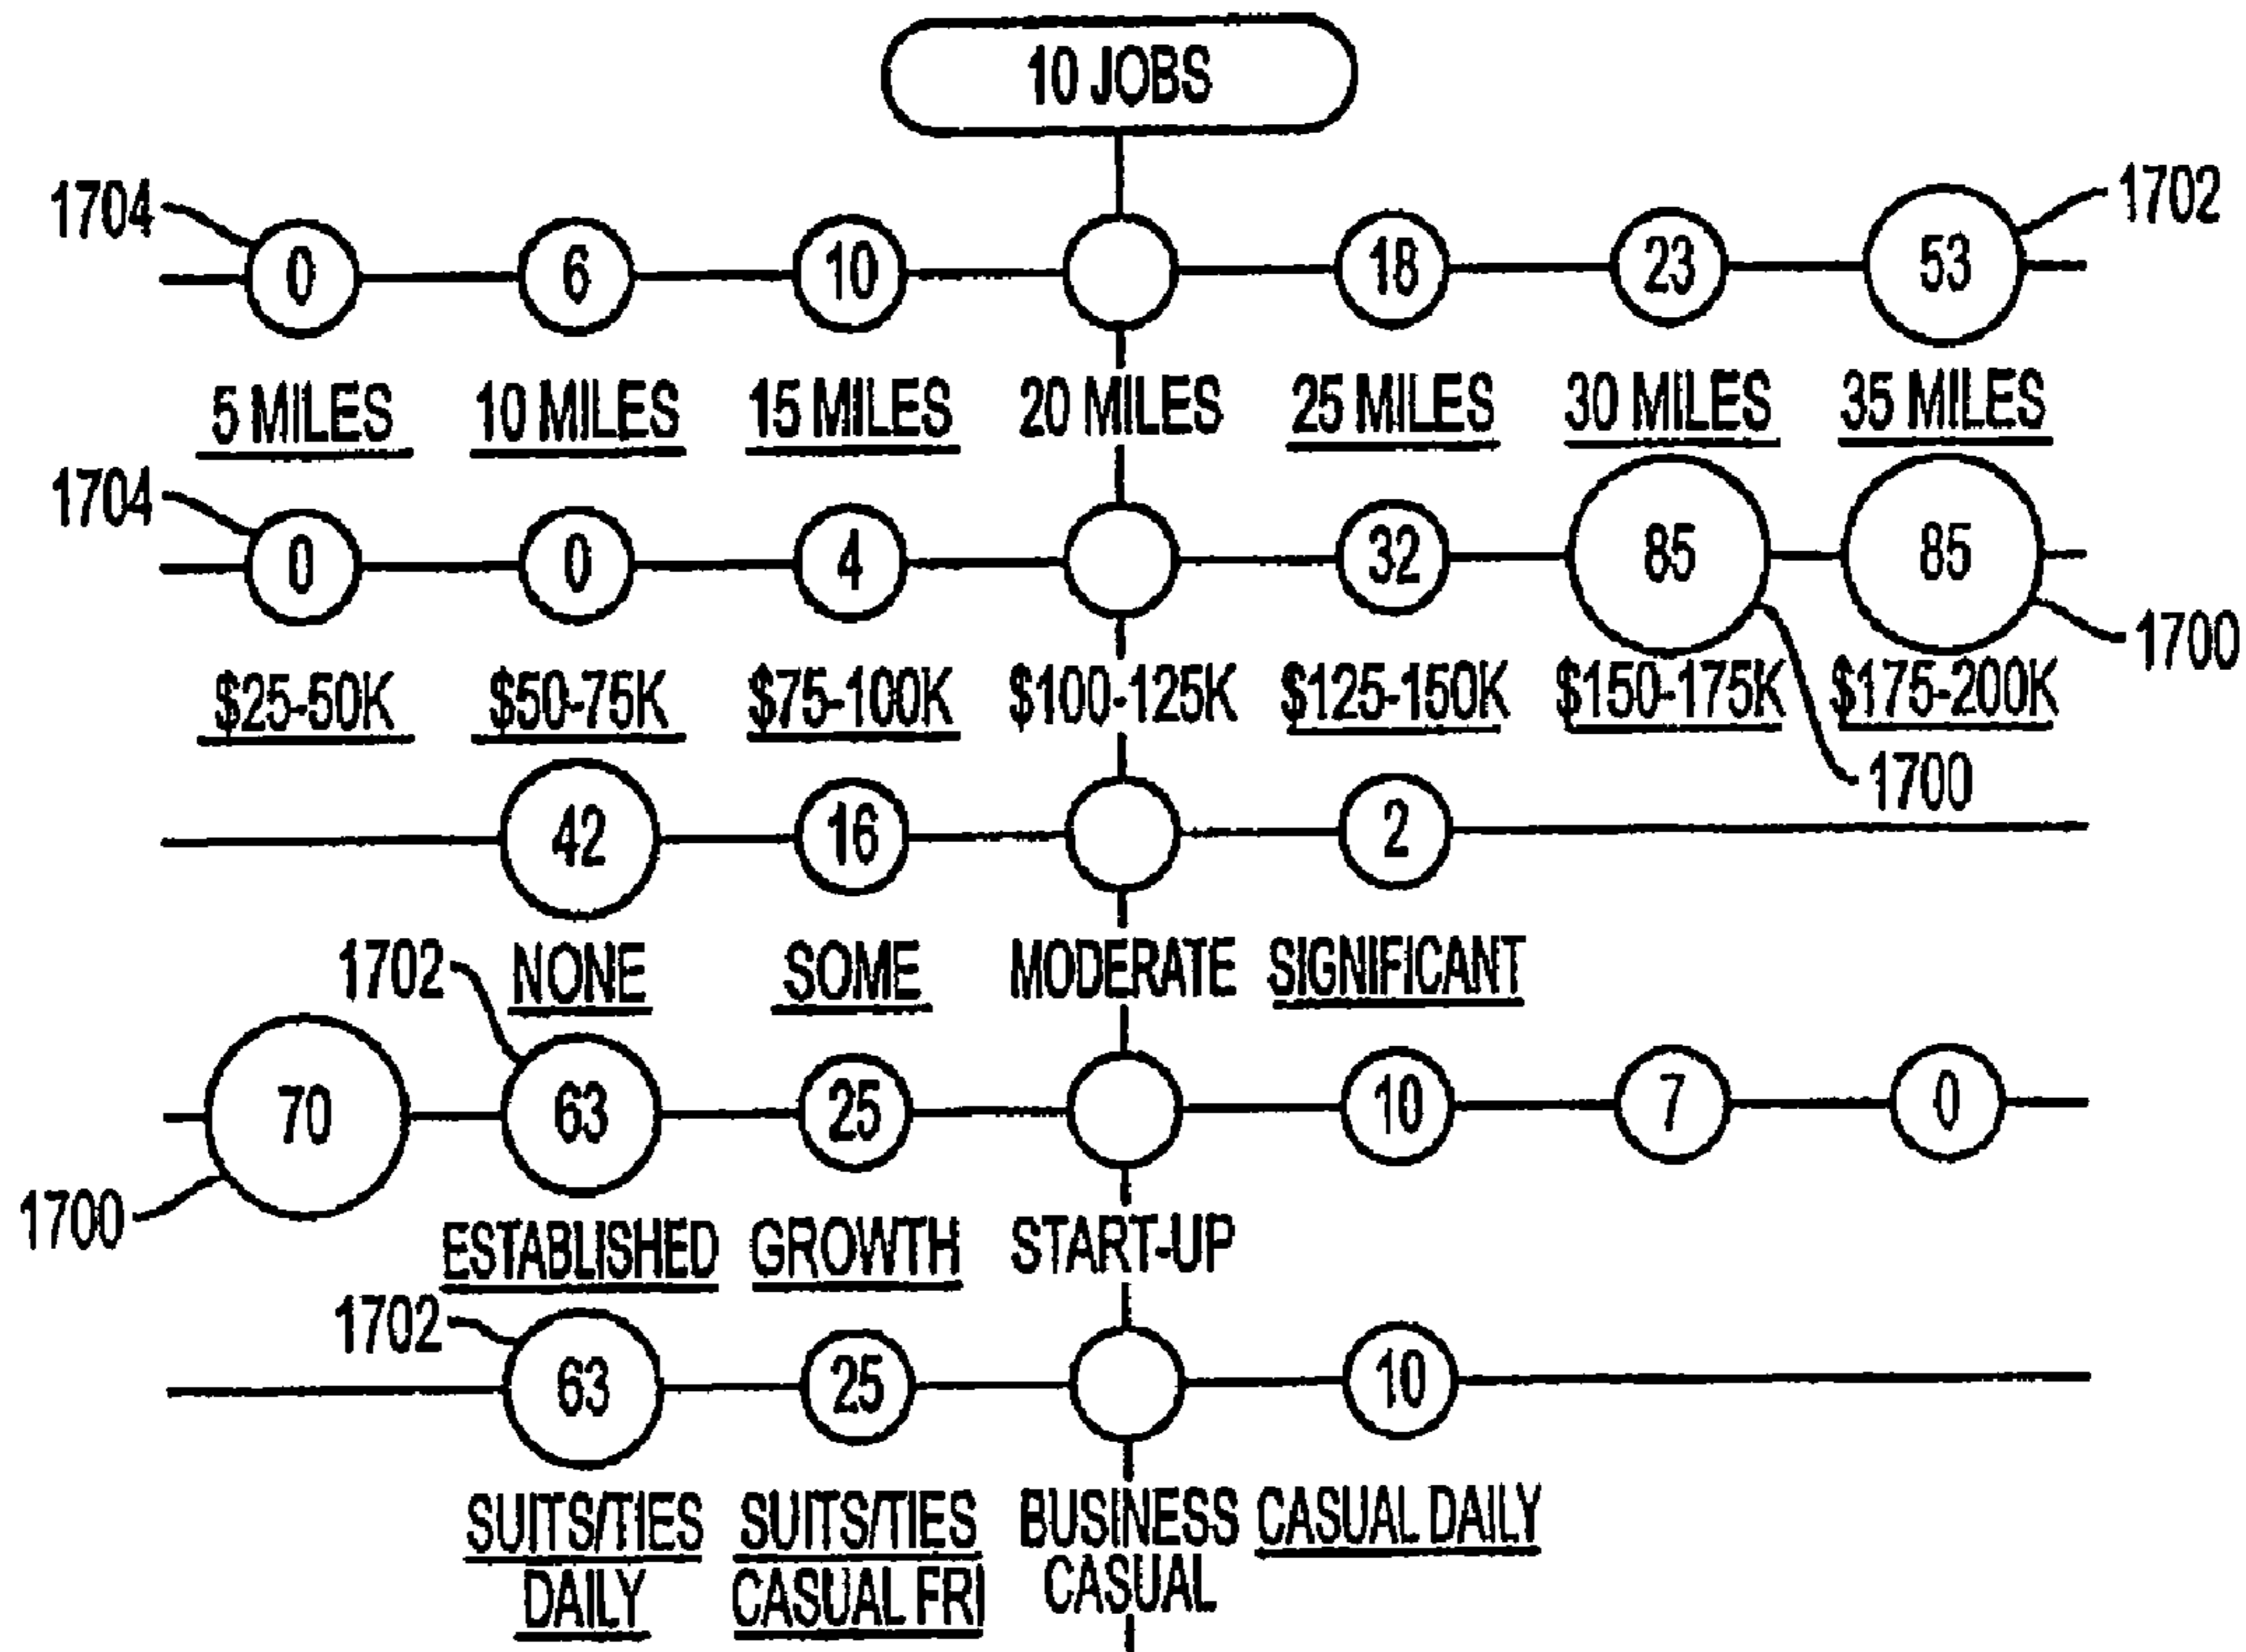 10 JOBS
1704 1702
0 6 10 18 23 53
5 MILES 10 MILES 15 MILES 20 MILES 25 MILES 30 MILES 35 MILES
1704
0 0 4 32 85 85
1700
$25-50K $50-75K $75-100K $100-125K $125-150K $150-175K $175-200K
1700
42 16 2
1702 NONE SOME MODERATE SIGNIFICANT
70 63 25 10 7 0
1700
ESTABLISHED GROWTH START-UP
1702
63 25 10
SUITS/TIES SUITS/TIES BUSINESS CASUAL DAILY
DAILY CASUAL FRI CASUAL